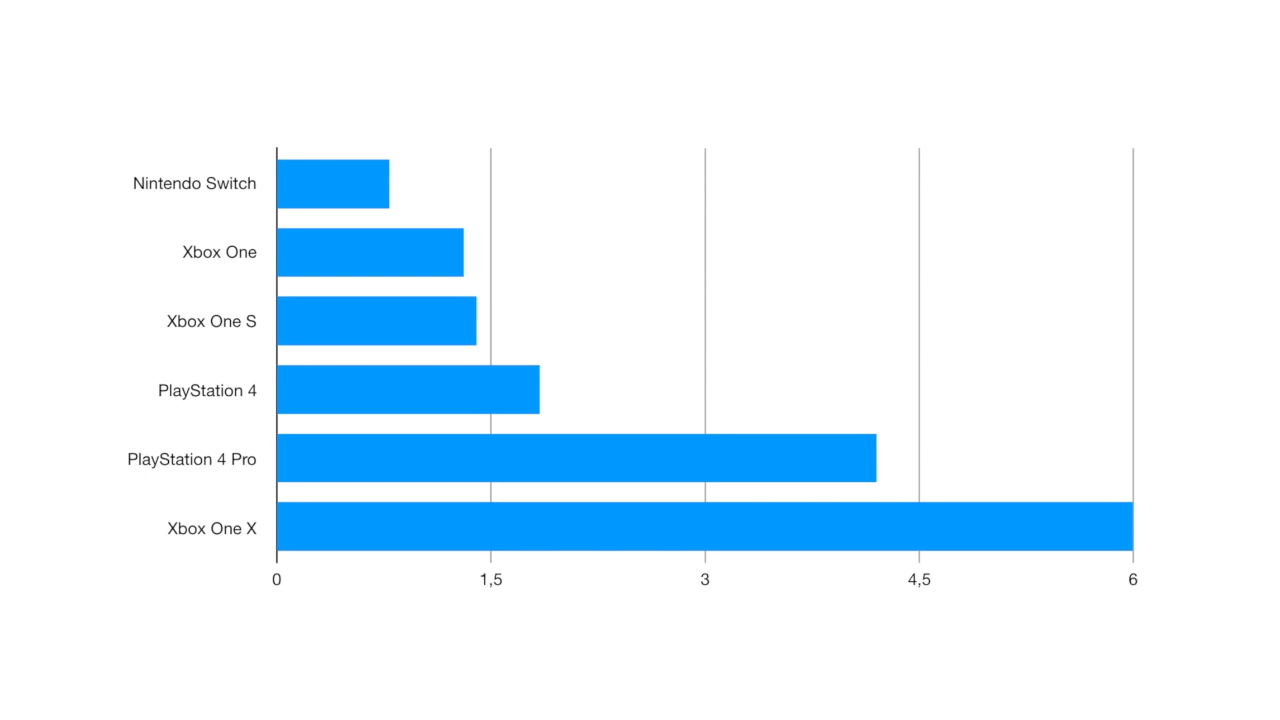 Nintendo Switch
Xbox One
Xbox One S
PlayStation 4
PlayStation 4 Pro
Xbox One X
0 1,5 3 4,5 6